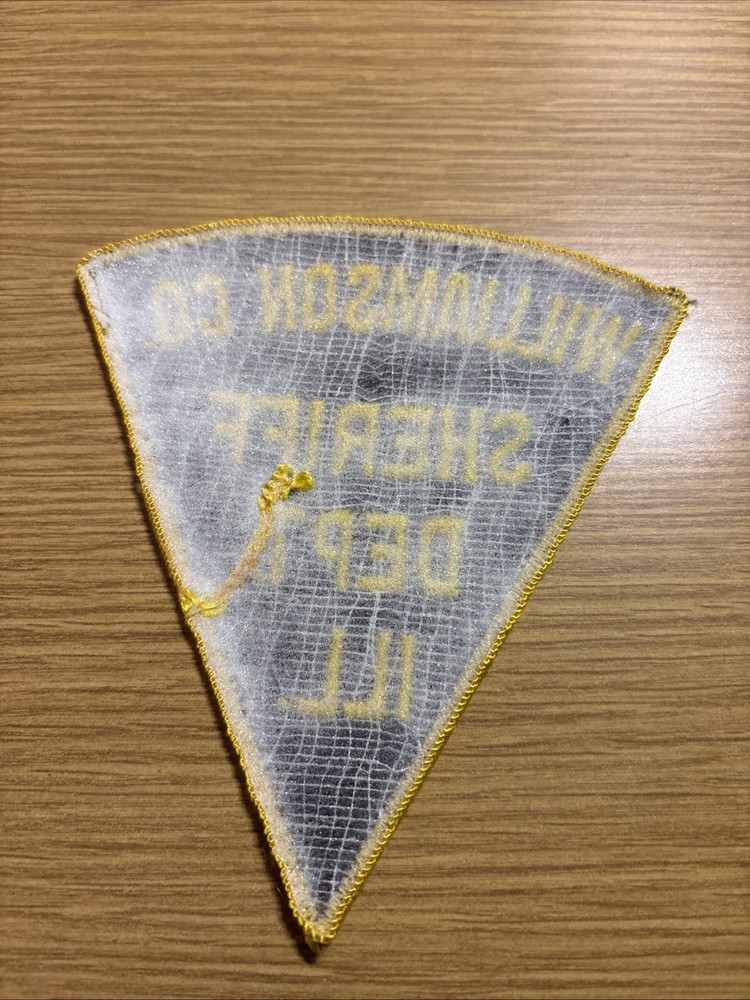 WILLIAMSON CO.
SHERIFF
DEPT.
ILL.